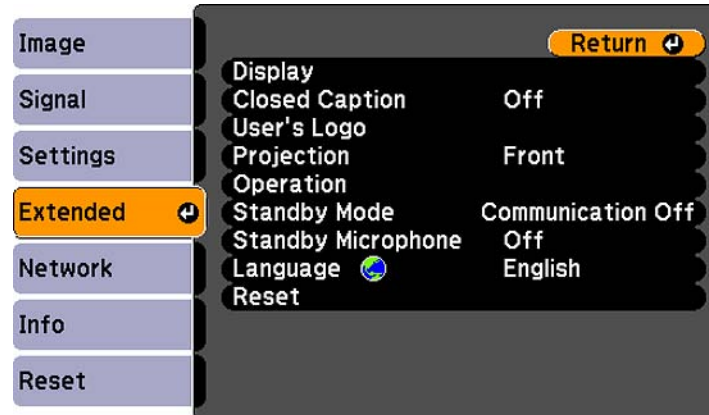 Image
Signal
Settings
Extended
Network
Info
Reset
Return
Display
Closed Caption Off
User's Logo
Projection Front
Operation
Standby Mode Communication Off
Standby Microphone Off
Language English
Reset